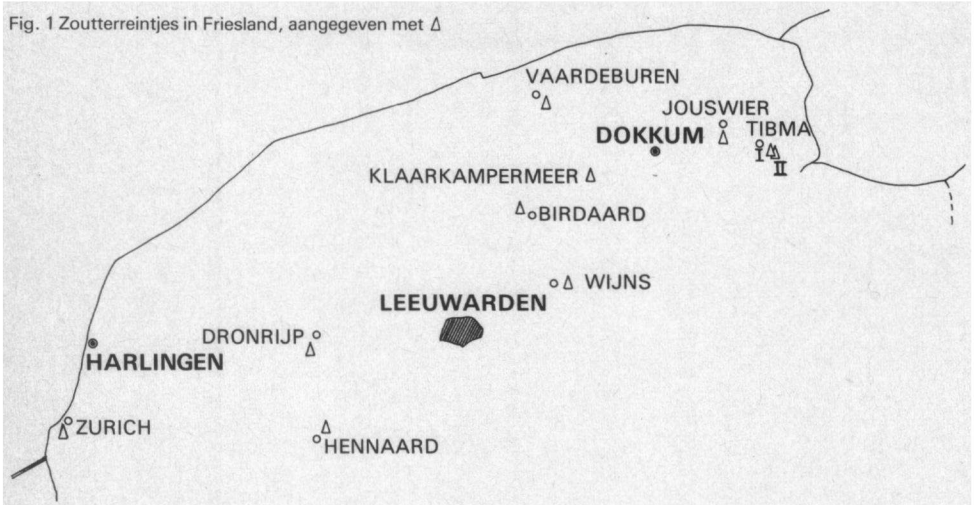 Fig. 1 Zoutterreintjes in Friesland, aangegeven met △
VAARDEBUREN
JOUSWIER
DOKKUM
TIBMA
I
II
KLAARKAMPERMEER
BIRDAARD
WIJNS
LEEUWARDEN
DRONRIJP
HARLINGEN
ZURICH
HENNAARD